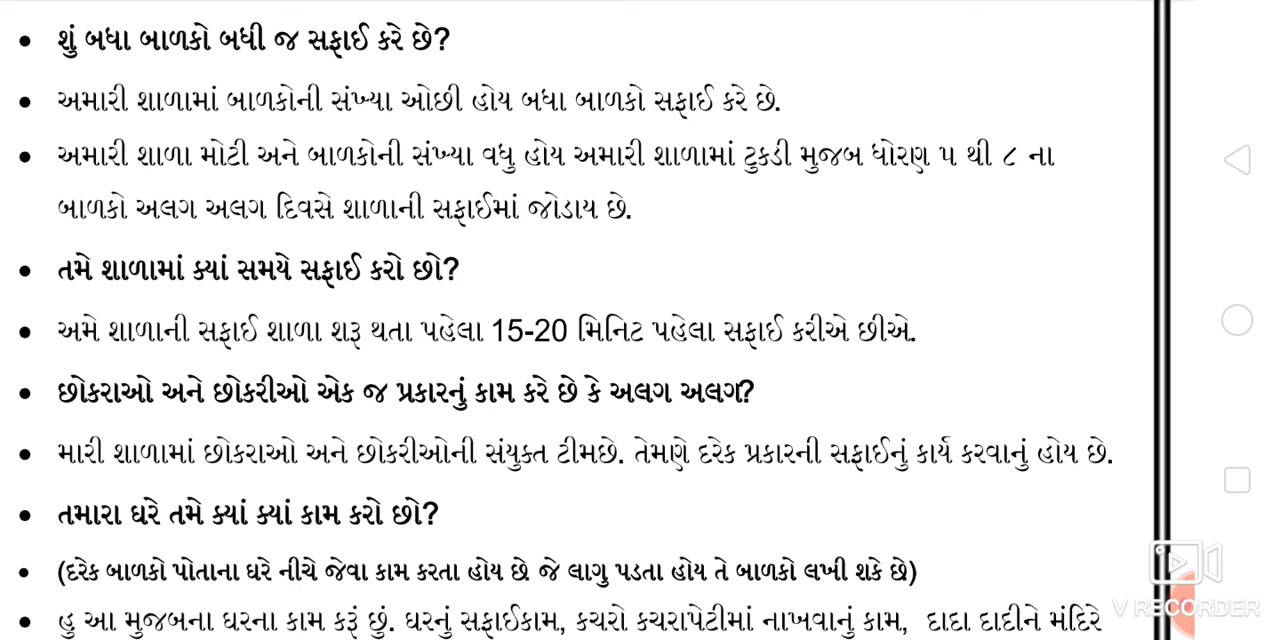 • શું બધા બાળકો બધી જ સફાઈ કરે છે?
• અમારી શાળામાં બાળકોની સંખ્યા ઓછી હોય બધા બાળકો સફાઈ કરે છે.
• અમારી શાળા મોટી અને બાળકોની સંખ્યા વધુ હોય અમારી શાળામાં ટુકડી મુજબ ધોરણ ૫ થી ૮ ના
બાળકો અલગ અલગ દિવસે શાળાની સફાઈમાં જોડાય છે.
• તમે શાળામાં ક્યાં સમયે સફાઈ કરો છો?
• અમે શાળાની સફાઈ શાળા શરૂ થતા પહેલા 15-20 મિનિટ પહેલા સફાઈ કરીએ છીએ.
• છોકરાઓ અને છોકરીઓ એક જ પ્રકારનું કામ કરે છે કે અલગ અલગ?
• મારી શાળામાં છોકરાઓ અને છોકરીઓની સંયુક્ત ટીમછે. તેમણે દરેક પ્રકારની સફાઈનું કાર્ય કરવાનું હોય છે.
• તમારા ઘરે તમે ક્યાં ક્યાં કામ કરો છો?
• (દરેક બાળકો પોતાના ઘરે નીચે જેવા કામ કરતા હોય છે જે લાગુ પડતા હોય તે બાળકો લખી શકે છે)
• હુ આ મુજબના ઘરના કામ કરૂં છું. ઘરનું સફાઈકામ, કચરો કચરાપેટીમાં નાખવાનું કામ, દાદા દાદીને મંદિરે
V RECORDER